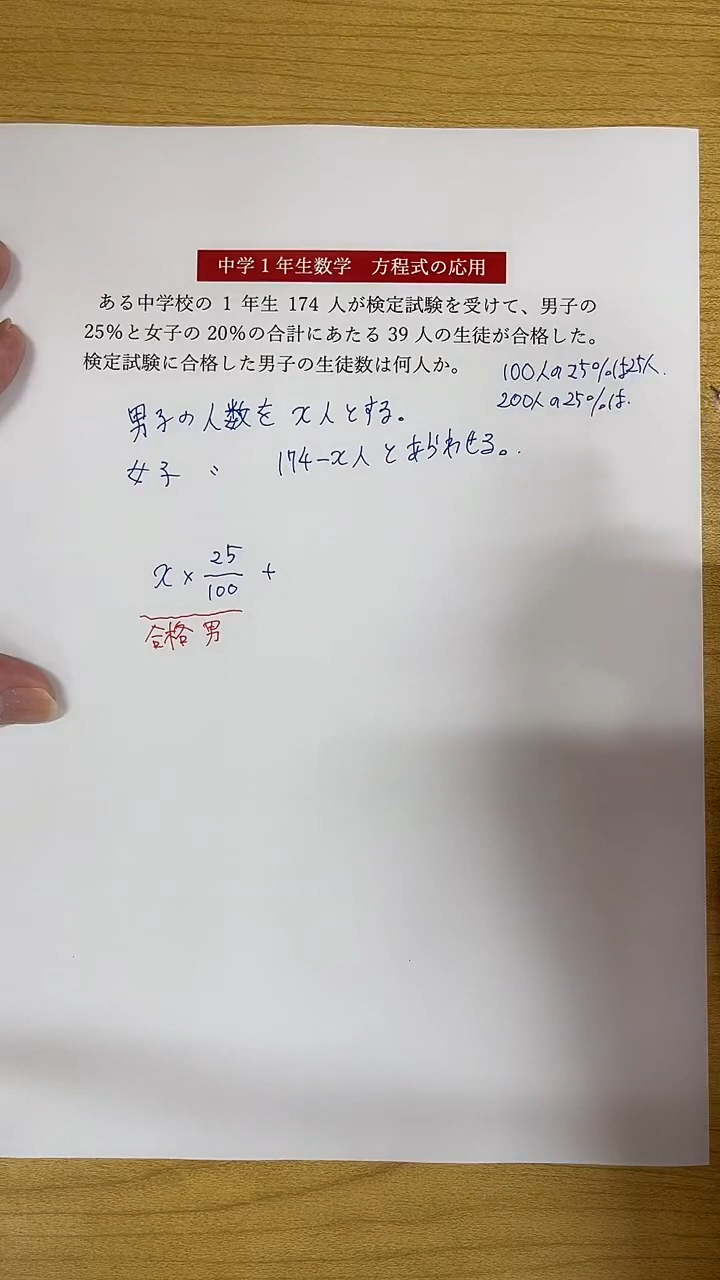 中学1年生数学　方程式の応用
ある中学校の 1 年生 174 人が検定試験を受けて、男子の
25％と女子の 20％の合計にあたる 39 人の生徒が合格した。
検定試験に合格した男子の生徒数は何人か。
100人の25％は25人.
200人の25％は.
男子の人数を x人とする。
女子 〃 174-x人 とあらわせる。
x × 25/100 +
合格 男